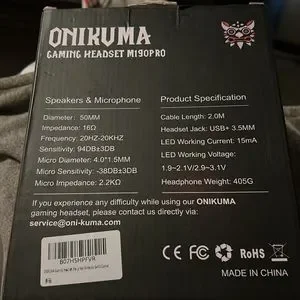 ONIKUMA
GAMING HEADSET M190PRO
Speakers & Microphone
Diameter: 50MM
Impedance: 16Ω
Frequency: 20HZ-20KHZ
Sensitivity: 94DB±3DB
Micro Diameter: 4.0*1.5MM
Micro Sensitivity: -38DB±3DB
Micro Impedance: 2.2KΩ
Product Specification
Cable Length: 2.0M
Headset Jack: USB+ 3.5MM
LED Working Current: 15mA
LED Working Voltage:
1.9~2.1V/2.9~3.1V
Headphone Weight: 405G
If you experience any difficulty while using our ONIKUMA
gaming headset, please contact us directly via:
service@oni-kuma.com
B07H5HPFVR
CE FC RoHS
MADE IN CHINA